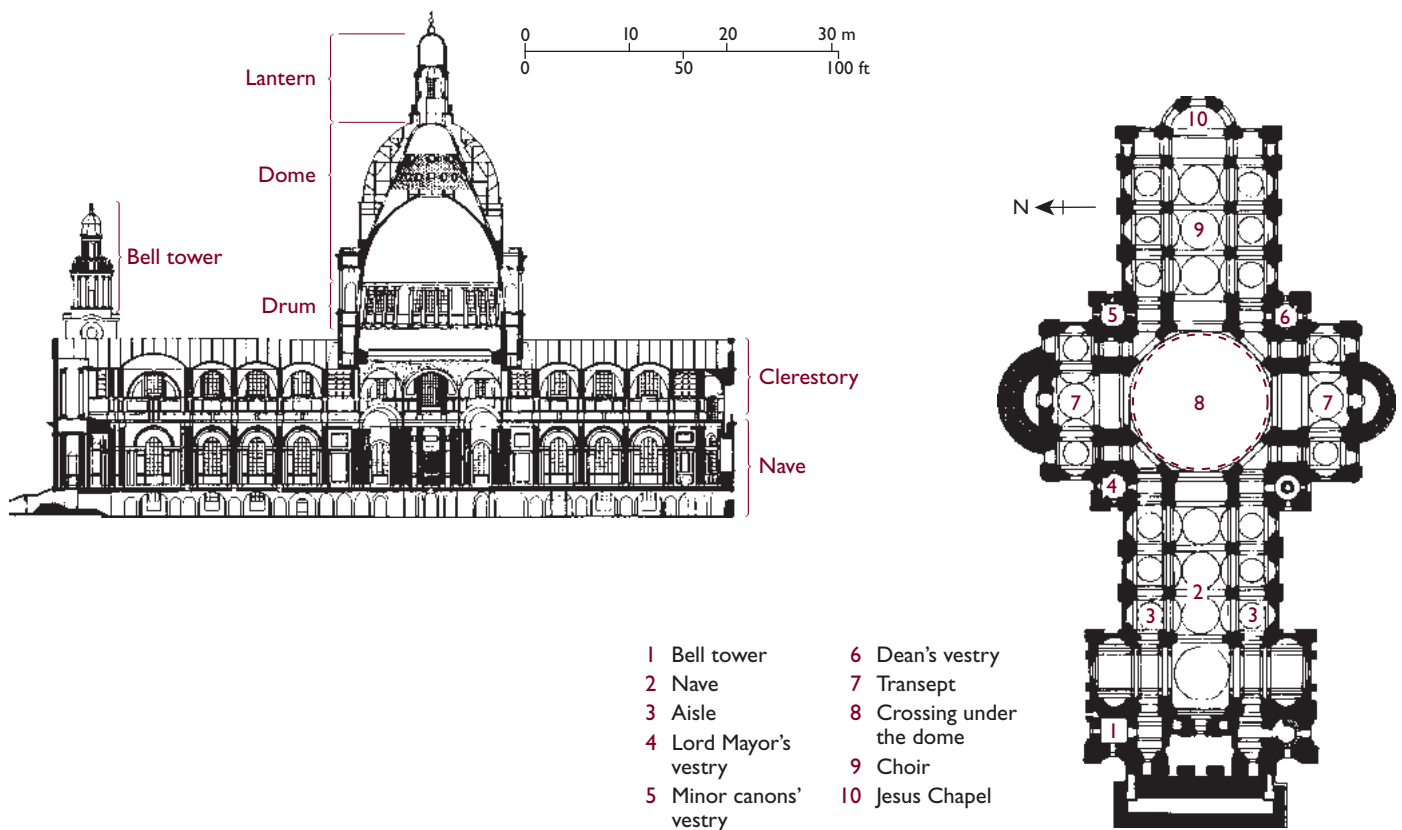 0 10 20 30 m
0 50 100 ft
Lantern
Dome
Bell tower
Drum
Clerestory
Nave
10
N
9
5
6
7
8
7
4
2
3
3
1
1 Bell tower
2 Nave
3 Aisle
4 Lord Mayor's
vestry
5 Minor canons'
vestry
6 Dean's vestry
7 Transept
8 Crossing under
the dome
9 Choir
10 Jesus Chapel